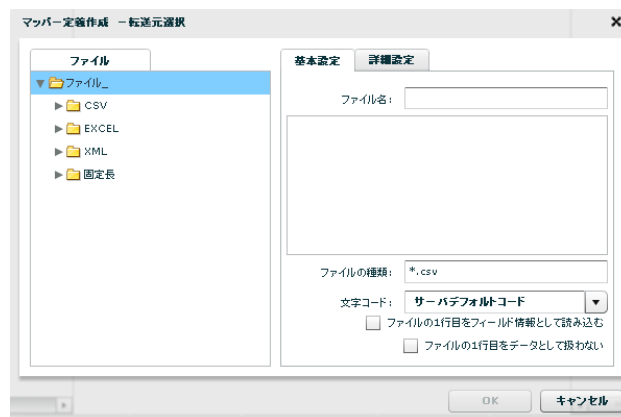 マッパー定義作成 －転送元選択
ファイル
ファイル_
CSV
EXCEL
XML
固定長
基本設定 詳細設定
ファイル名:
ファイルの種類: *.csv
文字コード: サーバデフォルトコード
ファイルの1行目をフィールド情報として読み込む
ファイルの1行目をデータとして扱わない
OK キャンセル